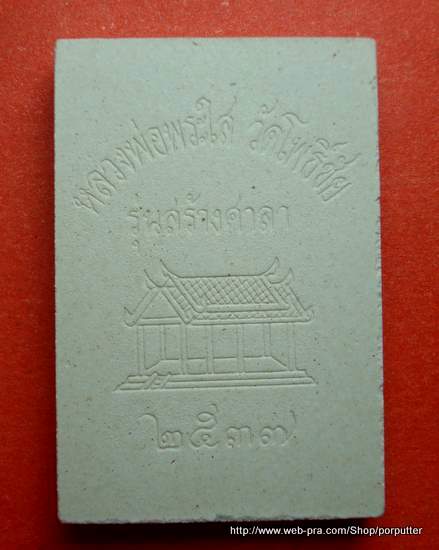 หลวงพ่อพระใส วัดโพธิ์ชัย
รุ่นสร้างศาลา
๒๕๓๗
http://www.web-pra.com/Shop/porputter